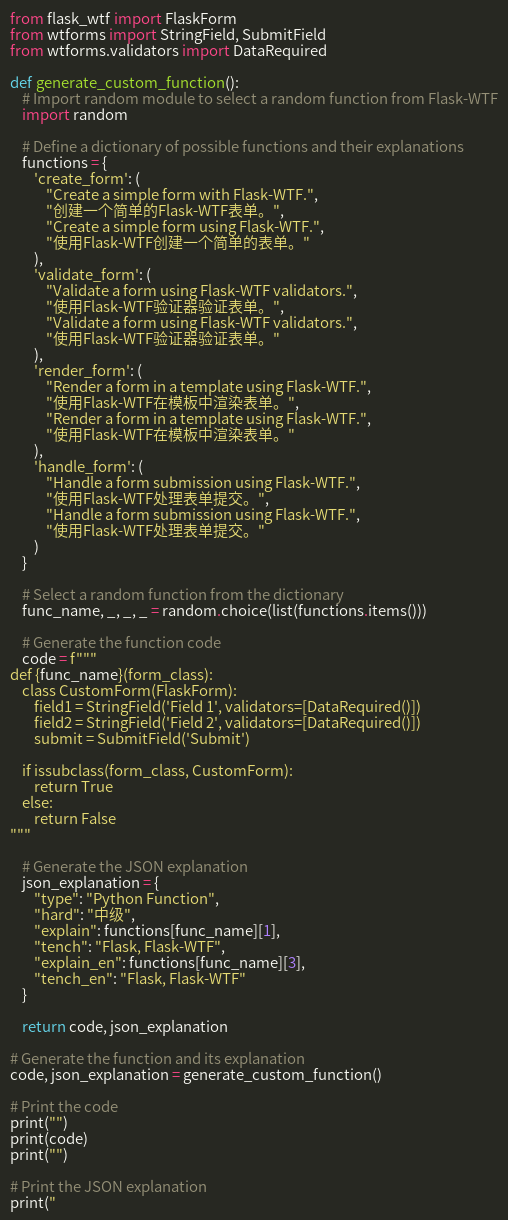 from flask_wtf import FlaskForm
from wtforms import StringField, SubmitField
from wtforms.validators import DataRequired

def generate_custom_function():
    # Import random module to select a random function from Flask-WTF
    import random

    # Define a dictionary of possible functions and their explanations
    functions = {
        'create_form': (
            "Create a simple form with Flask-WTF.",
            "创建一个简单的Flask-WTF表单。",
            "Create a simple form using Flask-WTF.",
            "使用Flask-WTF创建一个简单的表单。"
        ),
        'validate_form': (
            "Validate a form using Flask-WTF validators.",
            "使用Flask-WTF验证器验证表单。",
            "Validate a form using Flask-WTF validators.",
            "使用Flask-WTF验证器验证表单。"
        ),
        'render_form': (
            "Render a form in a template using Flask-WTF.",
            "使用Flask-WTF在模板中渲染表单。",
            "Render a form in a template using Flask-WTF.",
            "使用Flask-WTF在模板中渲染表单。"
        ),
        'handle_form': (
            "Handle a form submission using Flask-WTF.",
            "使用Flask-WTF处理表单提交。",
            "Handle a form submission using Flask-WTF.",
            "使用Flask-WTF处理表单提交。"
        )
    }

    # Select a random function from the dictionary
    func_name, _, _, _ = random.choice(list(functions.items()))

    # Generate the function code
    code = f"""
def {func_name}(form_class):
    class CustomForm(FlaskForm):
        field1 = StringField('Field 1', validators=[DataRequired()])
        field2 = StringField('Field 2', validators=[DataRequired()])
        submit = SubmitField('Submit')

    if issubclass(form_class, CustomForm):
        return True
    else:
        return False
"""

    # Generate the JSON explanation
    json_explanation = {
        "type": "Python Function",
        "hard": "中级",
        "explain": functions[func_name][1],
        "tench": "Flask, Flask-WTF",
        "explain_en": functions[func_name][3],
        "tench_en": "Flask, Flask-WTF"
    }

    return code, json_explanation

# Generate the function and its explanation
code, json_explanation = generate_custom_function()

# Print the code
print("")
print(code)
print("")

# Print the JSON explanation
print("